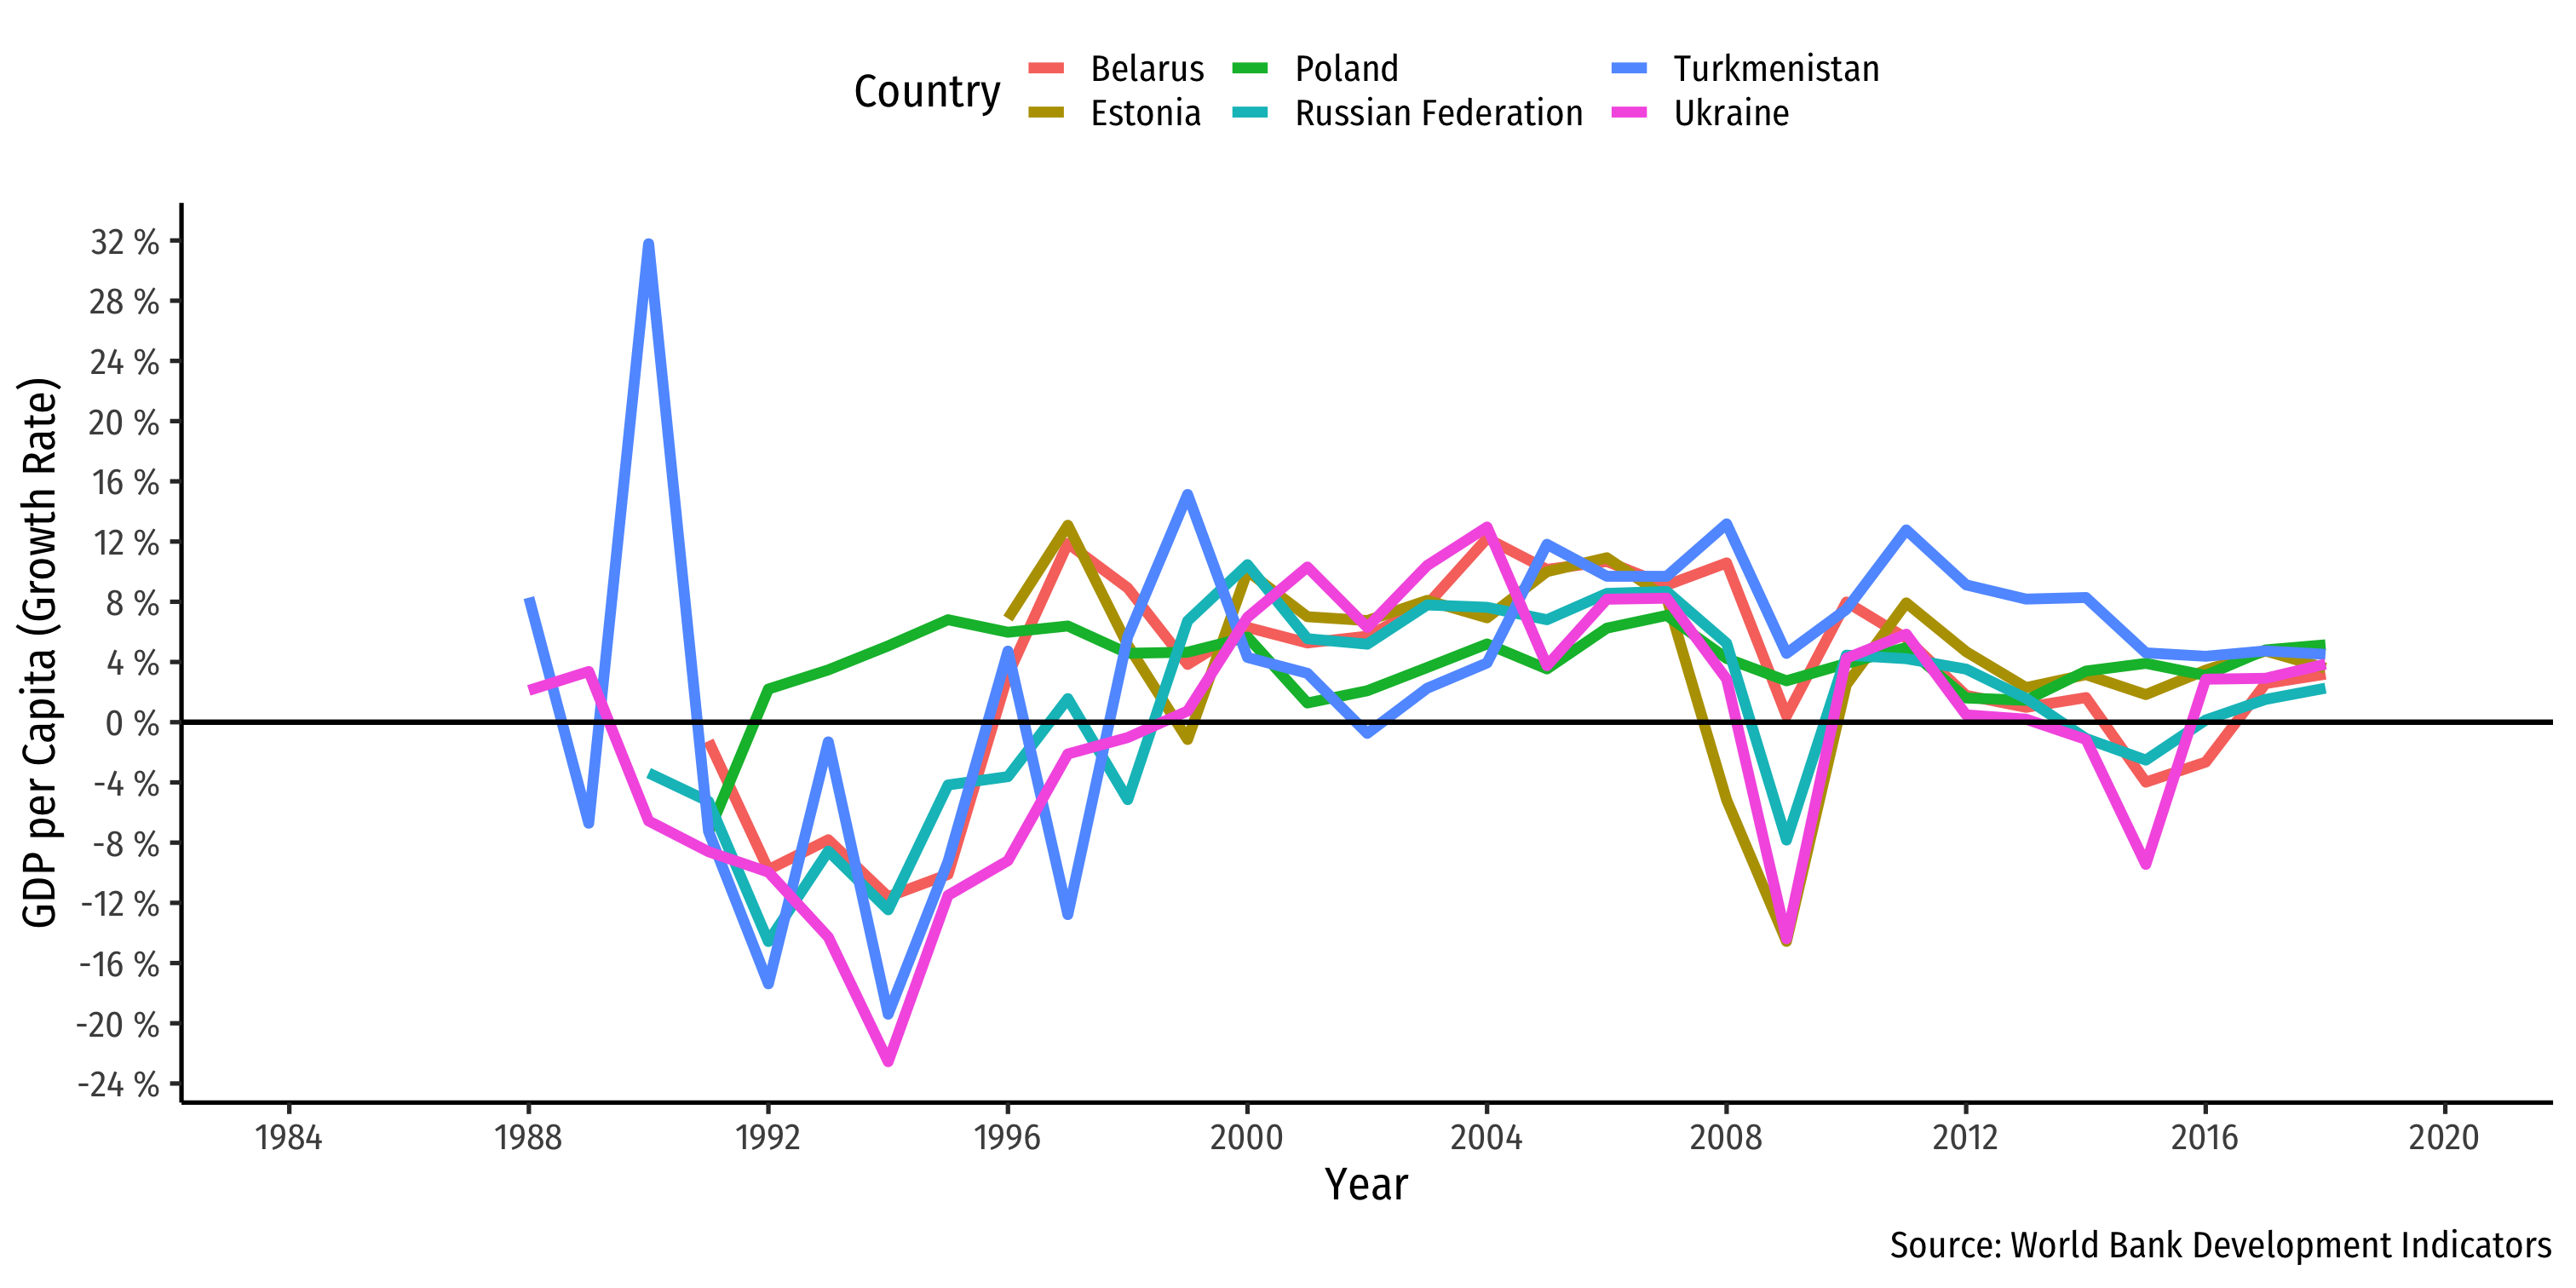 Country
Belarus
Poland
Turkmenistan
Estonia
Russian Federation
Ukraine
GDP per Capita (Growth Rate)
32 %
28 %
24 %
20 %
16 %
12 %
8 %
4 %
0 %
-4 %
-8 %
-12 %
-16 %
-20 %
-24 %
1984
1988
1992
1996
2000
2004
2008
2012
2016
2020
Year
Source: World Bank Development Indicators